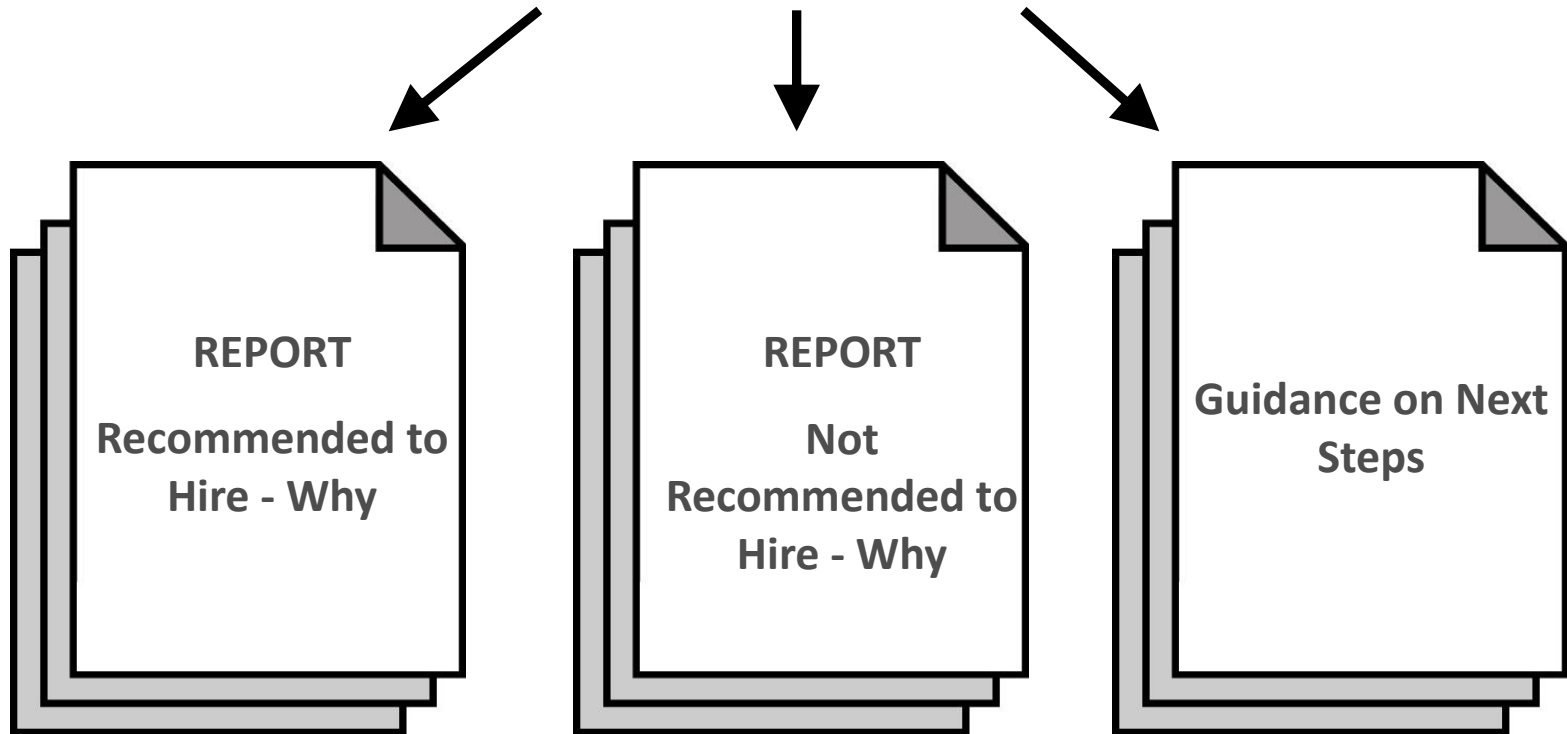 REPORT
Recommended to
Hire - Why
REPORT
Not
Recommended to
Hire - Why
Guidance on Next
Steps